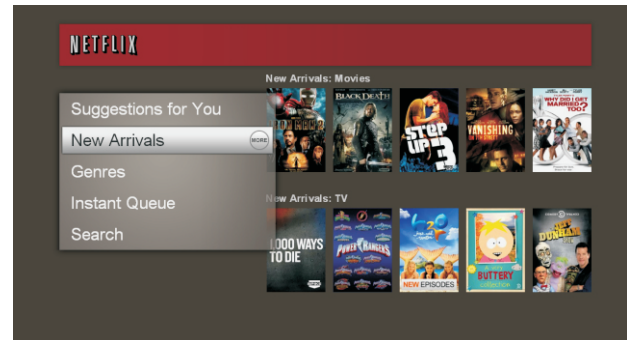 NETFLIX
New Arrivals: Movies
Suggestions for You
New Arrivals
MORE
Genres
Instant Queue
Search
BLACK DEATH
STEP UP 3
VANISHING
WHY DID I GET MARRIED TOO?
New Arrivals: TV
1,000 WAYS TO DIE
POWER RANGERS
H2O
NEW EPISODES
BUTTERY
JEFF DUNHAM